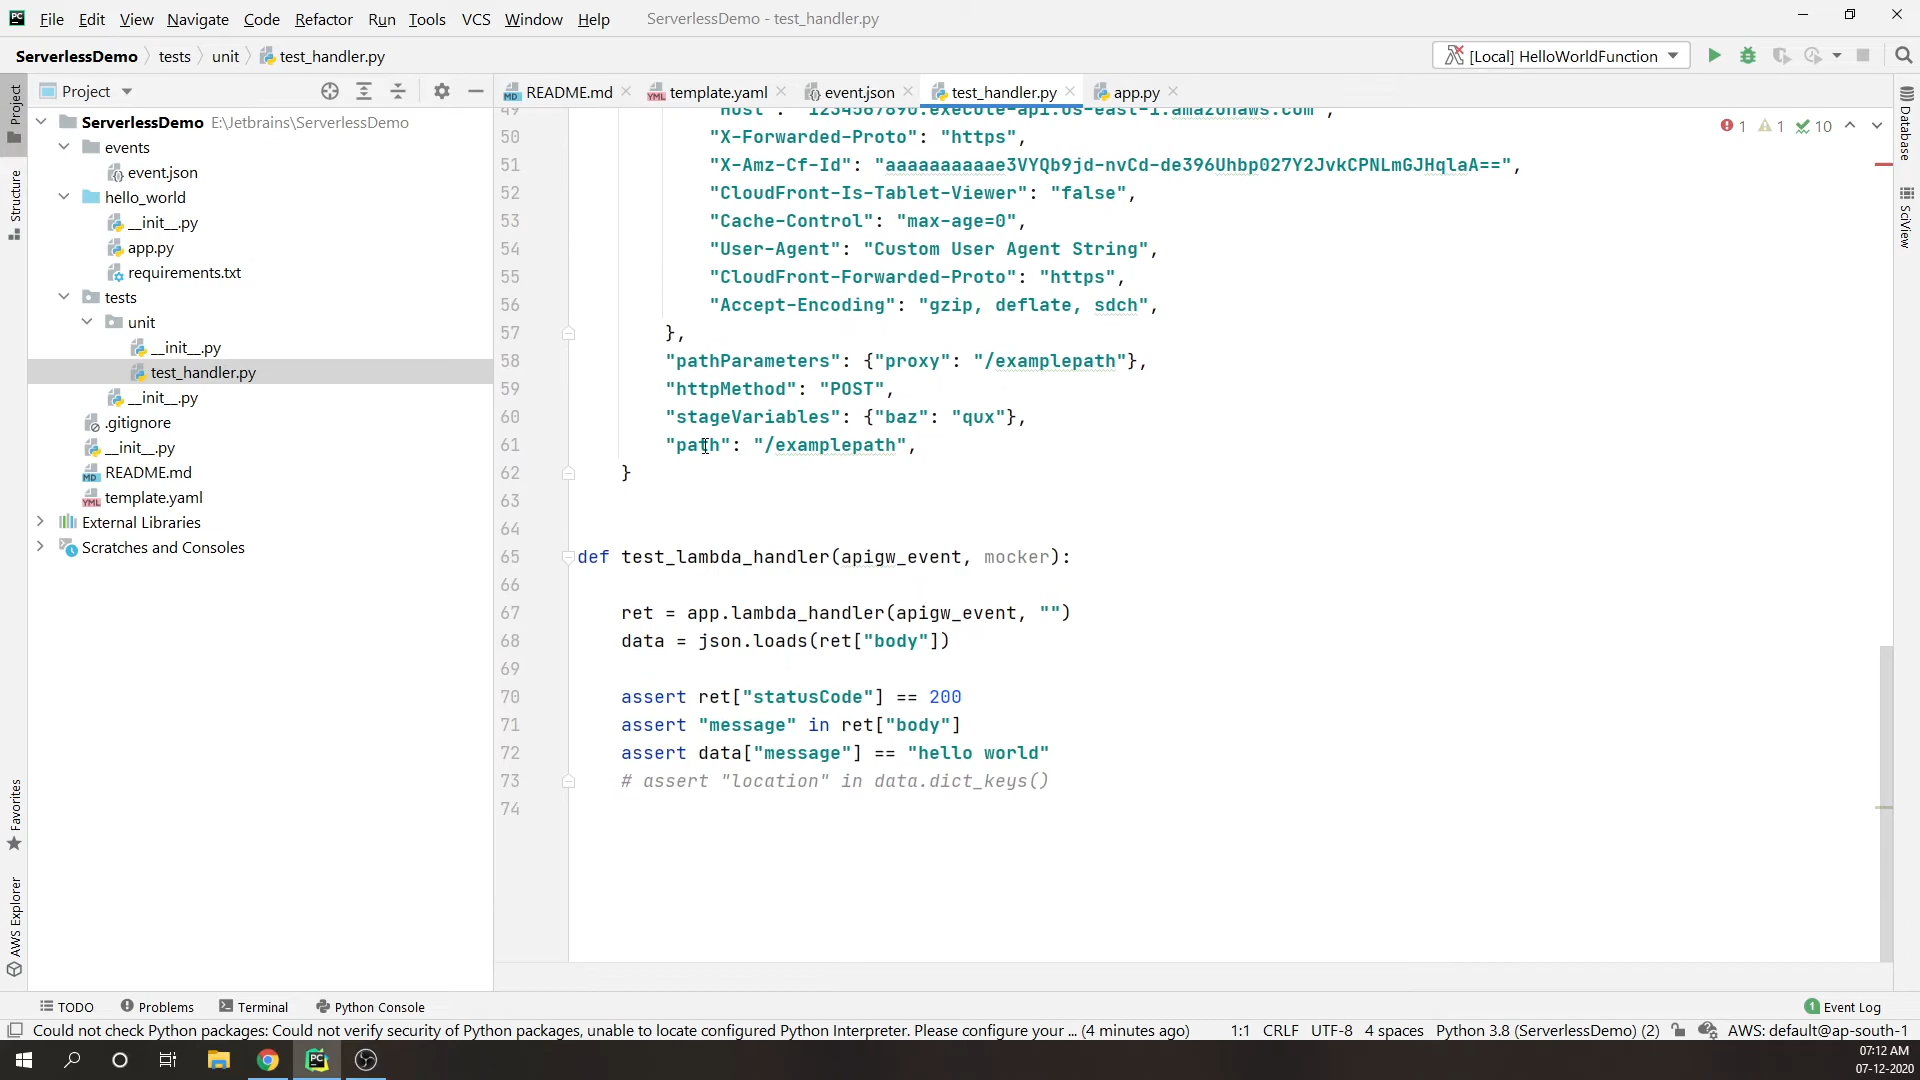 File Edit View Navigate Code Refactor Run Tools VCS Window Help ServerlessDemo - test_handler.py
ServerlessDemo tests unit test_handler.py [Local] HelloWorldFunction
Project README.md template.yaml event.json test_handler.py app.py
Project
Structure
Favorites
AWS Explorer
ServerlessDemo E:\Jetbrains\ServerlessDemo
events
event.json
hello_world
__init__.py
app.py
requirements.txt
tests
unit
__init__.py
test_handler.py
__init__.py
.gitignore
__init__.py
README.md
template.yaml
External Libraries
Scratches and Consoles
1 1 10
49 "Host": "1234567890.execute-api.us-east-1.amazonaws.com",
50 "X-Forwarded-Proto": "https",
51 "X-Amz-Cf-Id": "aaaaaaaaaae3VYQb9jd-nvCd-de396Uhbp027Y2JvkCPNLmGJHqlaA==",
52 "CloudFront-Is-Tablet-Viewer": "false",
53 "Cache-Control": "max-age=0",
54 "User-Agent": "Custom User Agent String",
55 "CloudFront-Forwarded-Proto": "https",
56 "Accept-Encoding": "gzip, deflate, sdch",
57 },
58 "pathParameters": {"proxy": "/examplepath"},
59 "httpMethod": "POST",
60 "stageVariables": {"baz": "qux"},
61 "path": "/examplepath",
62 }
63
64
65 def test_lambda_handler(apigw_event, mocker):
66
67 ret = app.lambda_handler(apigw_event, "")
68 data = json.loads(ret["body"])
69
70 assert ret["statusCode"] == 200
71 assert "message" in ret["body"]
72 assert data["message"] == "hello world"
73 # assert "location" in data.dict_keys()
74
Database
SciView
TODO Problems Terminal Python Console 1 Event Log
Could not check Python packages: Could not verify security of Python packages, unable to locate configured Python Interpreter. Please configure your ... (4 minutes ago) 1:1 CRLF UTF-8 4 spaces Python 3.8 (ServerlessDemo) (2) AWS: default@ap-south-1
07:12 AM
07-12-2020